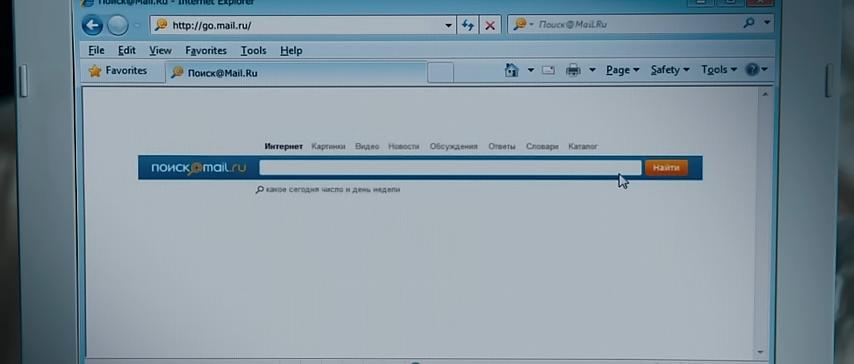 Поиск@Mail.Ru - Internet Explorer
http://go.mail.ru/
Поиск@Mail.Ru
File Edit View Favorites Tools Help
Favorites
Поиск@Mail.Ru
Page Safety Tools
Интернет Картинки Видео Новости Обсуждения Ответы Словари Каталог
поиск@mail.ru
Найти
какое сегодня число и день недели